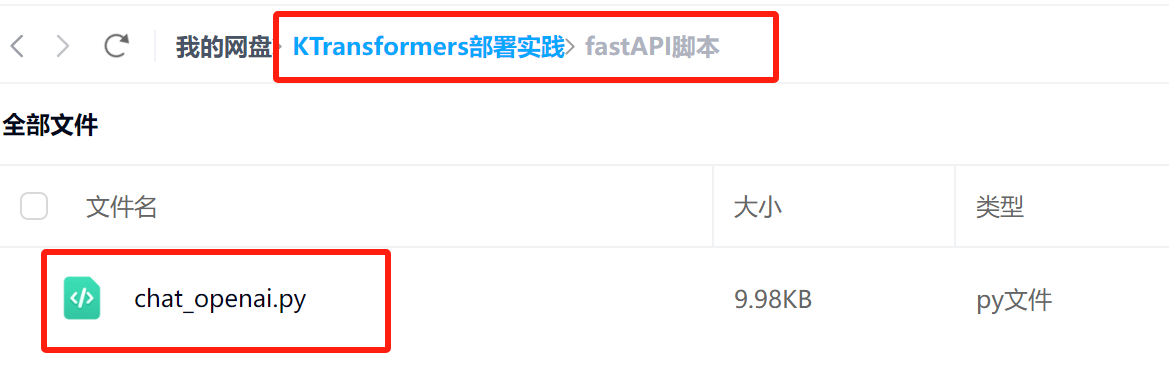 我的网盘 KTransformers部署实践 fastAPI脚本
全部文件
文件名 大小 类型
chat_openai.py 9.98KB py文件